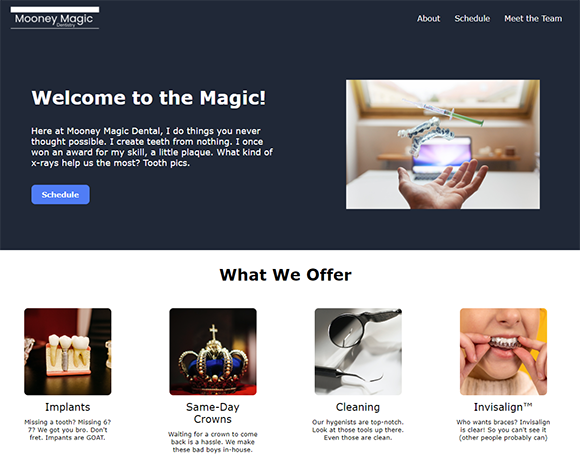 Mooney Magic
Dentistry
About Schedule Meet the Team
Welcome to the Magic!
Here at Mooney Magic Dental, I do things you never
thought possible. I create teeth from nothing. I once
won an award for my skill, a little plaque. What kind of
x-rays help us the most? Tooth pics.
Schedule
What We Offer
Implants
Missing a tooth? Missing 6?
7? We got you bro. Don't
fret. Implants are GOAT.
Same-Day
Crowns
Waiting for a crown to come
back is a hassle. We make
these bad boys in-house.
Cleaning
Our hygenists are top-notch.
Look at those tools up there.
Even those are clean.
Invisalign™
Who wants braces? Invisalign
is clear! So you can't see it
(other people probably can)